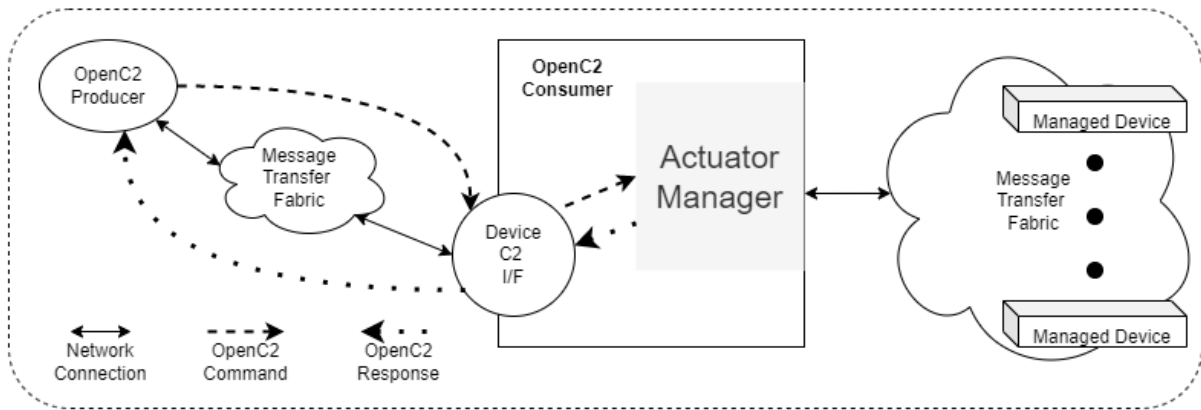 OpenC2
Producer
Message
Transfer
Fabric
OpenC2
Consumer
Device
C2
I/F
Actuator
Manager
Managed Device
Message
Transfer
Fabric
Managed Device
Network
Connection
OpenC2
Command
OpenC2
Response